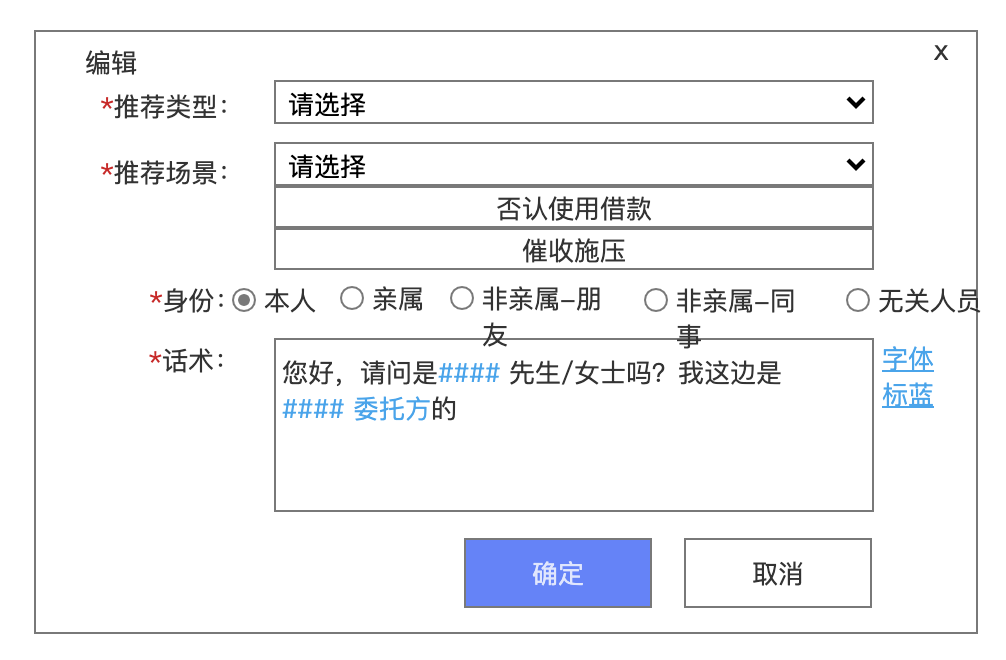 编辑
x
*推荐类型：
请选择
*推荐场景：
请选择
否认使用借款
催收施压
*身份：
本人
亲属
非亲属-朋
友
非亲属-同
事
无关人员
*话术：
您好，请问是#### 先生/女士吗？我这边是
#### 委托方的
字体
标蓝
确定
取消